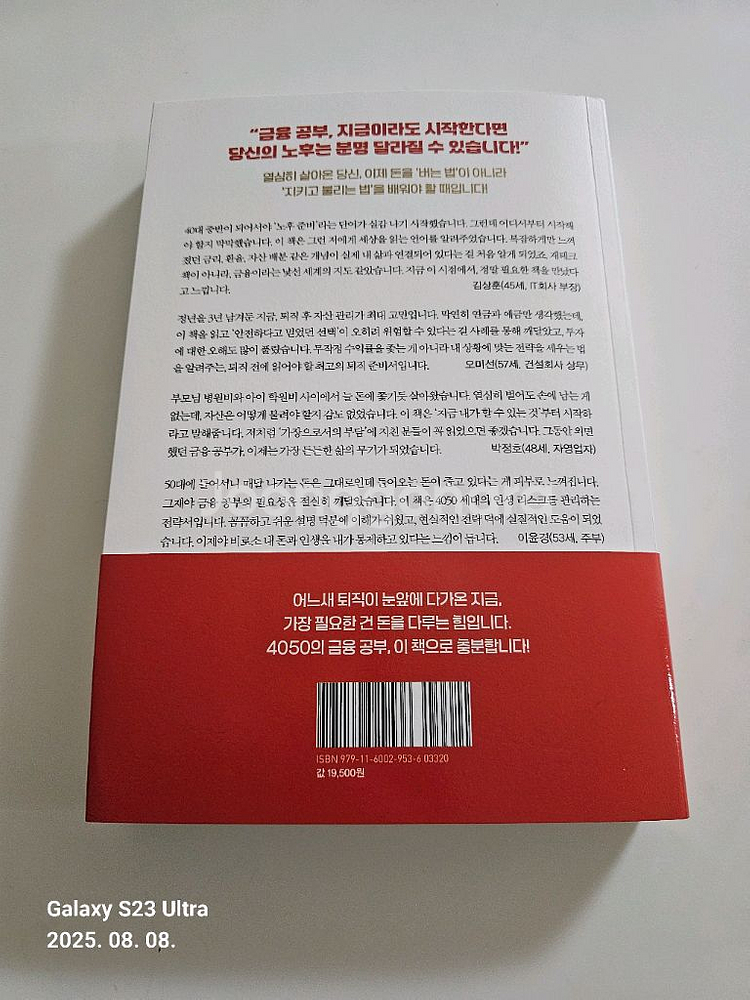 “금융 공부, 지금이라도 시작한다면
당신의 노후는 분명 달라질 수 있습니다!”
열심히 살아온 당신, 이제 돈을 ‘버는 법’이 아니라
‘지키고 불리는 법’을 배워야 할 때입니다!
40대 중반이 되어서야 ‘노후 준비’라는 단어가 실감 나기 시작했습니다. 그런데 어디서부터 시작해
야 할지 막막했습니다. 이 책은 그런 저에게 세상을 읽는 언어를 알려주었습니다. 복잡하게만 느껴
졌던 금리, 환율, 자산 배분 같은 개념이 실제 내 삶과 연결되어 있다는 걸 처음 알게 되었죠. 재테크
책이 아니라, 금융이라는 낯선 세계의 지도 같았습니다. 지금 이 시점에서, 정말 필요한 책을 만났다
고 느낍니다. 김상훈(45세, IT회사 부장)
정년을 3년 남겨둔 지금, 퇴직 후 자산 관리가 최대 고민입니다. 막연히 연금과 예금만 생각했는데,
이 책을 읽고 ‘안전하다고 믿었던 선택’이 오히려 위험할 수 있다는 걸 사례를 통해 깨달았고, 투자
에 대한 오해도 많이 풀렸습니다. 무작정 수익률을 좇는 게 아니라 내 상황에 맞는 전략을 세우는 법
을 알려주는, 퇴직 전에 읽어야 할 최고의 퇴직 준비서입니다. 오미선(57세, 건설회사 상무)
부모님 병원비와 아이 학원비 사이에서 늘 돈에 쫓기듯 살아왔습니다. 열심히 벌어도 손에 남는 게
없는데, 자산은 어떻게 불려야 할지 감도 없었습니다. 이 책은 ‘지금 내가 할 수 있는 것’부터 시작하
라고 말해줍니다. 저처럼 ‘가장으로서의 부담’에 지친 분들이 꼭 읽었으면 좋겠습니다. 그동안 외면
했던 금융 공부가, 이제는 가장 든든한 삶의 무기가 되었습니다. 박정호(48세, 자영업자)
50대에 들어서니 매달 나가는 돈은 그대로인데 들어오는 돈이 줄고 있다는 게 피부로 느껴집니다.
그제야 금융 공부의 필요성을 절실히 깨달았습니다. 이 책은 4050 세대의 인생 리스크를 관리하는
전략서입니다. 꼼꼼하고 쉬운 설명 덕분에 이해가 쉬웠고, 현실적인 전략 덕에 실질적인 도움이 되었
습니다. 이제야 비로소 내 돈과 인생을 내가 통제하고 있다는 느낌이 듭니다. 이윤경(53세, 주부)
어느새 퇴직이 눈앞에 다가온 지금,
가장 필요한 건 돈을 다루는 힘입니다.
4050의 금융 공부, 이 책으로 충분합니다!
ISBN 979-11-6002-953-6 03320
값 19,500원
Galaxy S23 Ultra
2025. 08. 08.